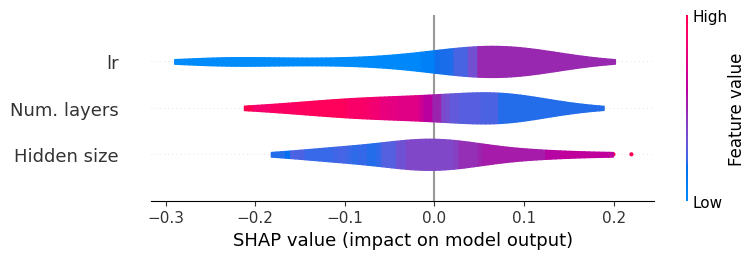 High
lr
Num. layers
Hidden size
Feature value
Low
−0.3 −0.2 −0.1 0.0 0.1 0.2
SHAP value (impact on model output)